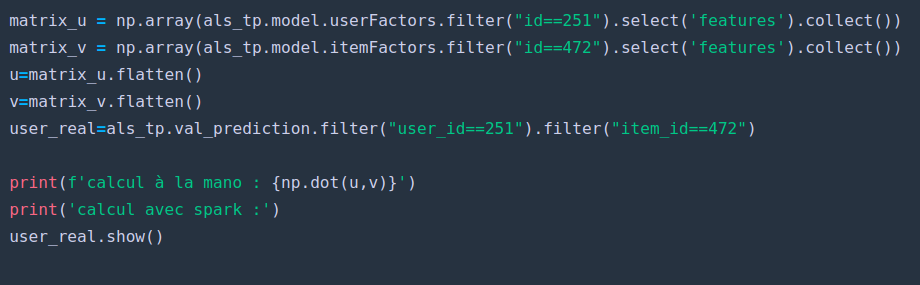 matrix_u = np.array(als_tp.model.userFactors.filter("id==251").select('features').collect())
matrix_v = np.array(als_tp.model.itemFactors.filter("id==472").select('features').collect())
u=matrix_u.flatten()
v=matrix_v.flatten()
user_real=als_tp.val_prediction.filter("user_id==251").filter("item_id==472")
print(f'calcul à la mano : {np.dot(u,v)}')
print('calcul avec spark :')
user_real.show()